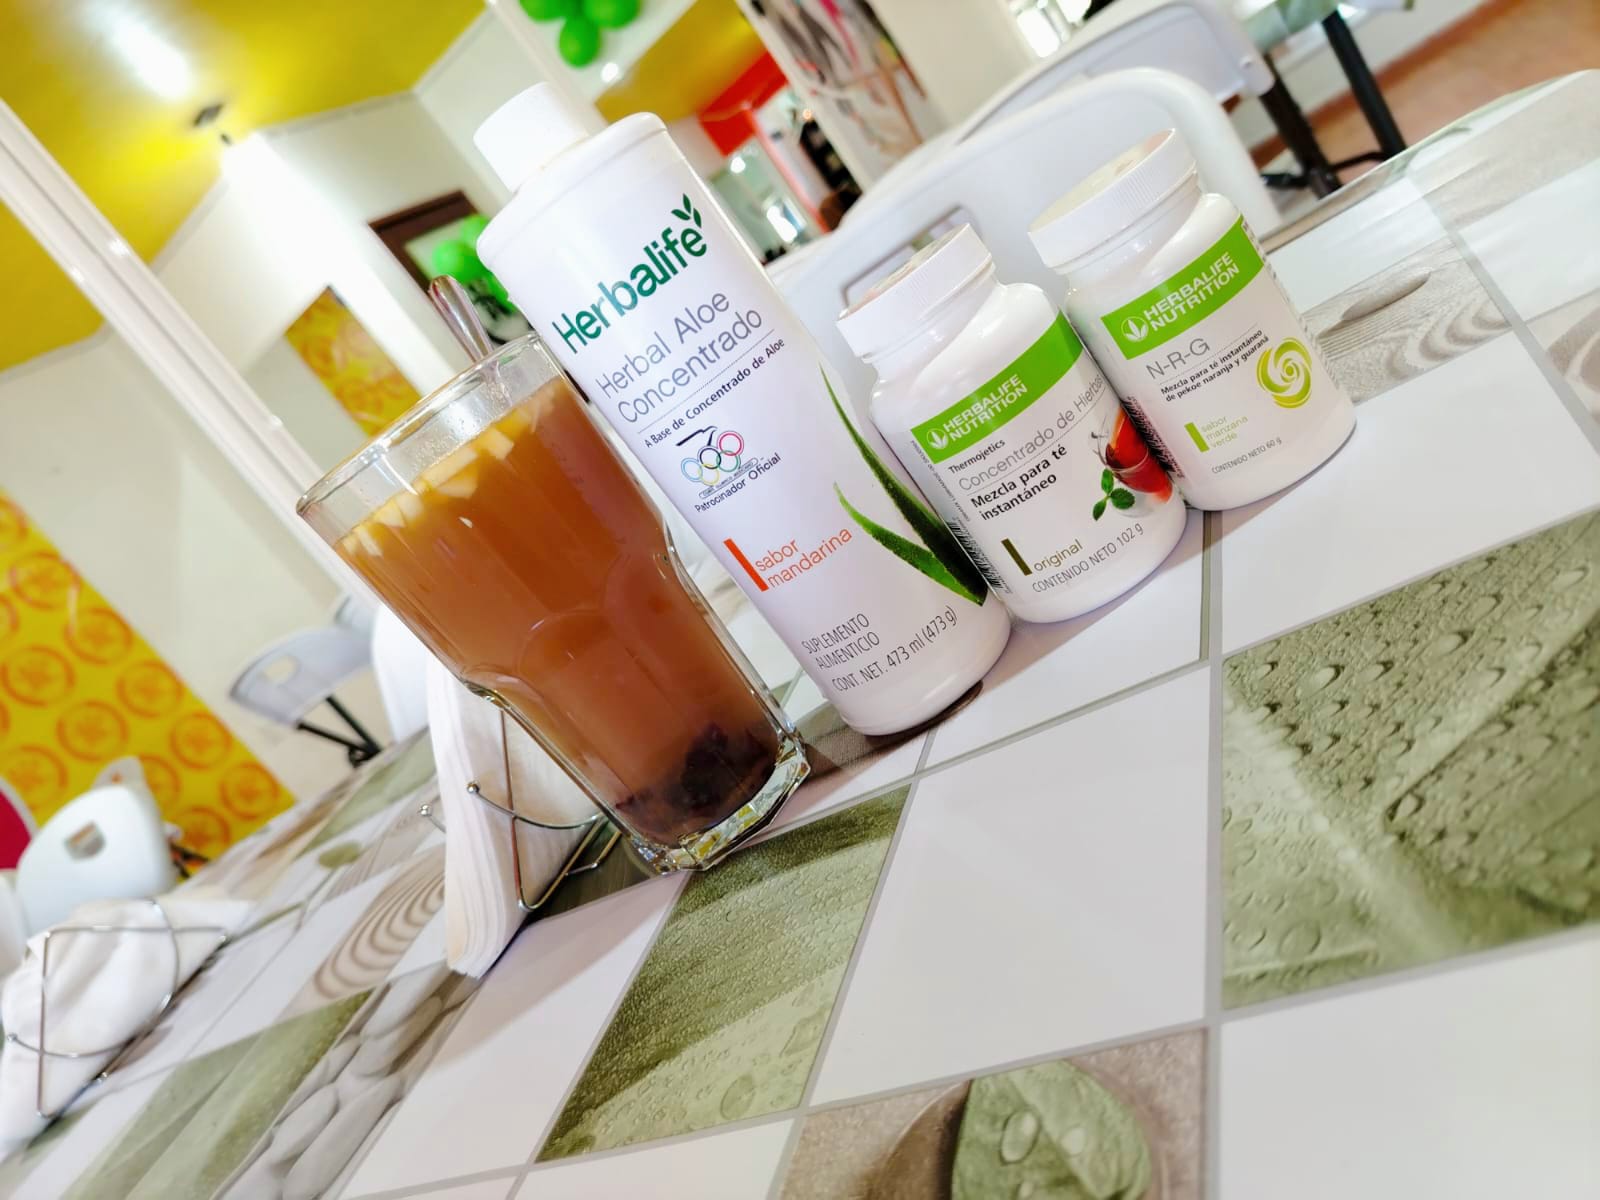 Herbalife
Herbal Aloe
Concentrado
A Base de Concentrado de Aloe
Patrocinador Oficial
sabor
mandarina
SUPLEMENTO
ALIMENTICIO
CONT. NET. 473 ml (473 g)
HERBALIFE
NUTRITION
Thermojetics
Concentrado de Hierbas
Mezcla para té
instantáneo
original
CONTENIDO NETO 102 g
HERBALIFE
NUTRITION
N-R-G
Mezcla para té instantáneo
de pekoe naranja y guaraná
sabor
manzana
verde
CONTENIDO NETO 60 g